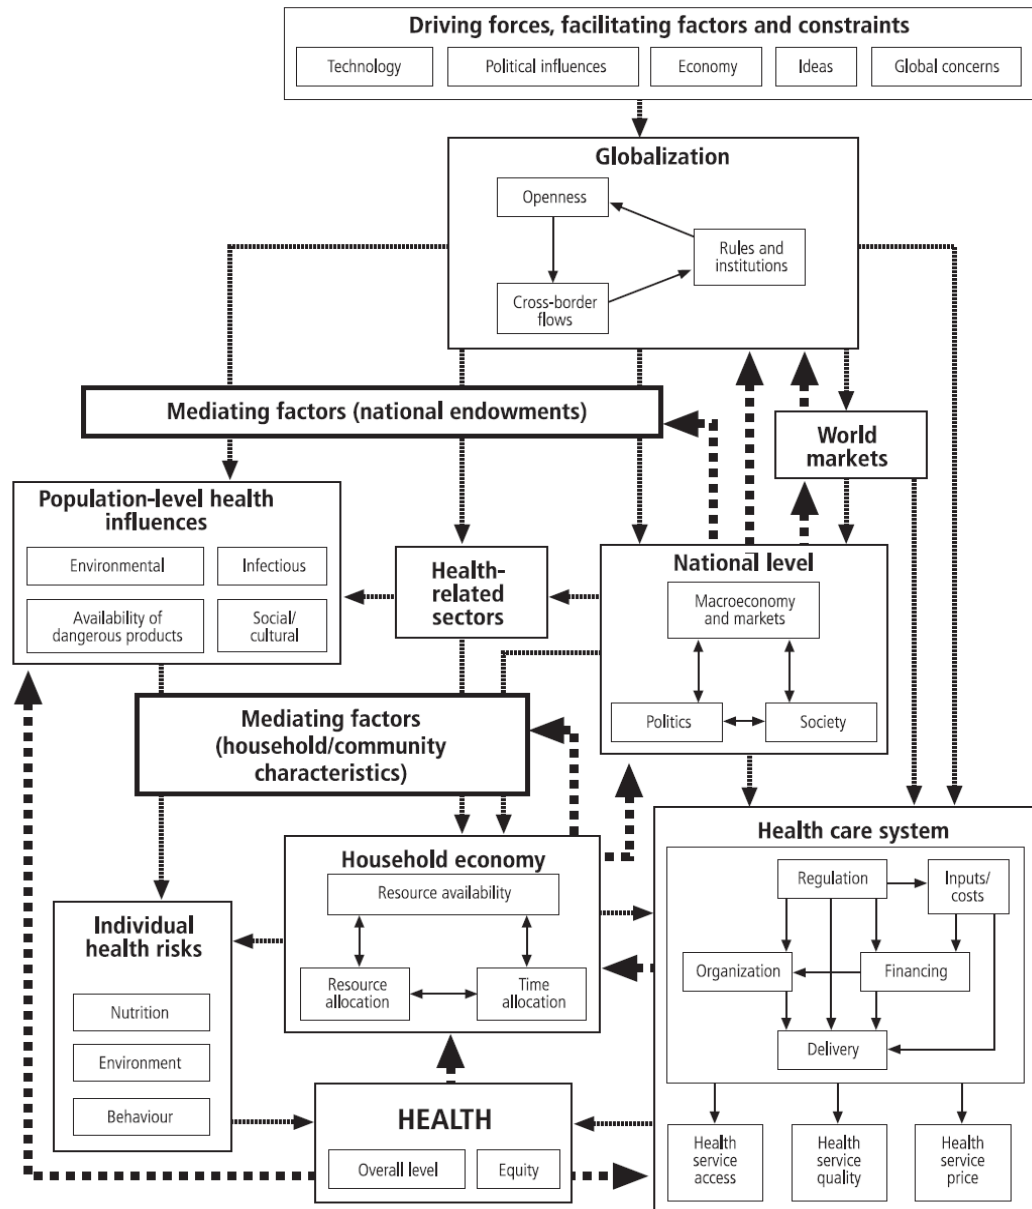 Driving forces, facilitating factors and constraints
Technology
Political influences
Economy
Ideas
Global concerns
Globalization
Openness
Rules and
institutions
Cross-border
flows
Mediating factors (national endowments)
World
markets
Population-level health
influences
Environmental
Infectious
Availability of
dangerous products
Social/
cultural
Health-
related
sectors
National level
Macroeconomy
and markets
Politics
Society
Mediating factors
(household/community
characteristics)
Household economy
Resource availability
Resource
allocation
Time
allocation
Health care system
Regulation
Inputs/
costs
Organization
Financing
Delivery
Health
service
access
Health
service
quality
Health
service
price
Individual
health risks
Nutrition
Environment
Behaviour
HEALTH
Overall level
Equity